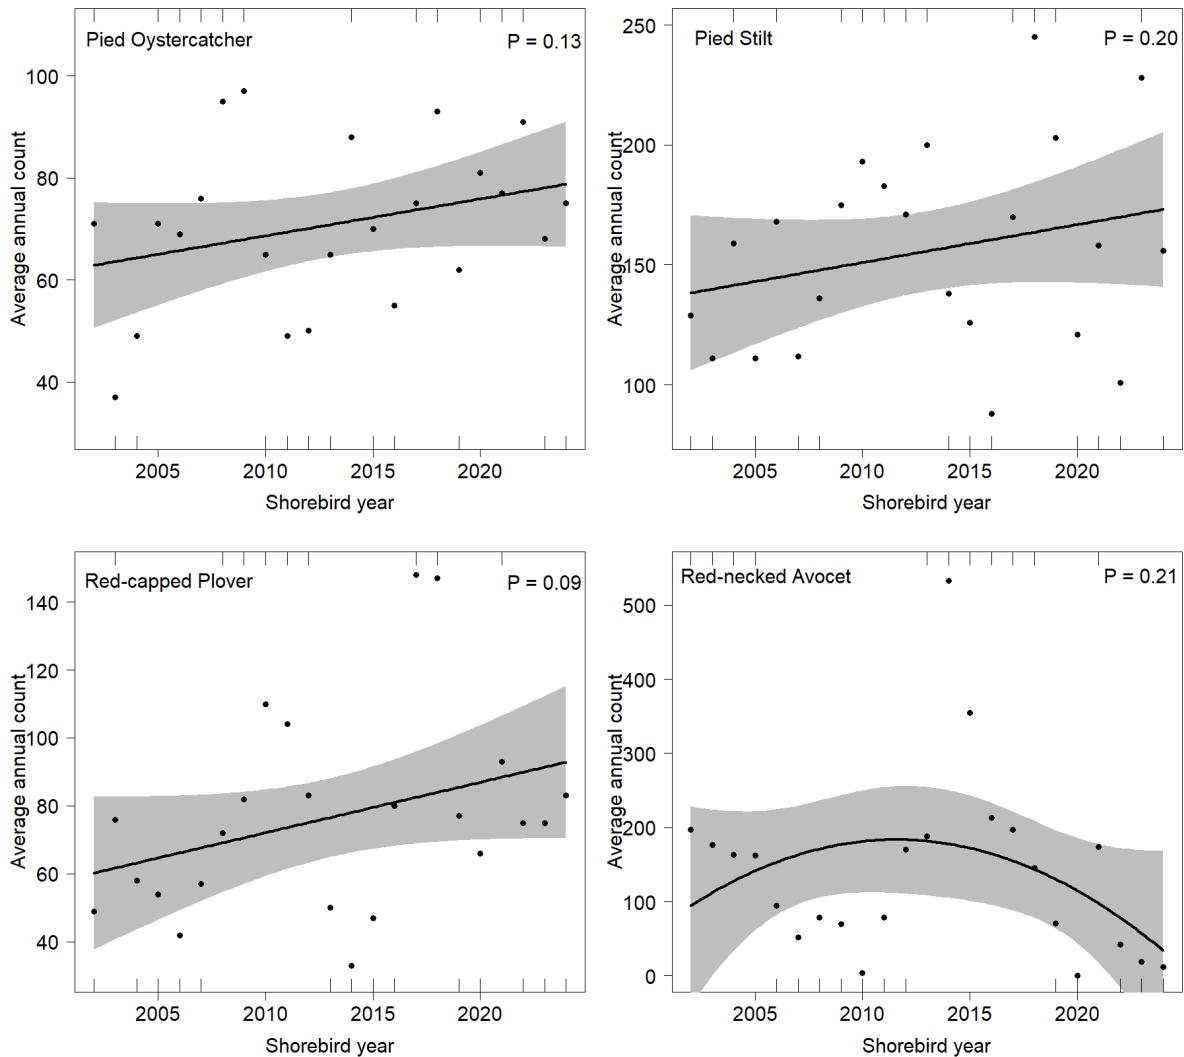 Pied Oystercatcher
P = 0.13
100
80
60
40
Average annual count
2005 2010 2015 2020
Shorebird year
Pied Stilt
P = 0.20
250
200
150
100
Average annual count
2005 2010 2015 2020
Shorebird year
Red-capped Plover
P = 0.09
140
120
100
80
60
40
Average annual count
2005 2010 2015 2020
Shorebird year
Red-necked Avocet
P = 0.21
500
400
300
200
100
0
Average annual count
2005 2010 2015 2020
Shorebird year